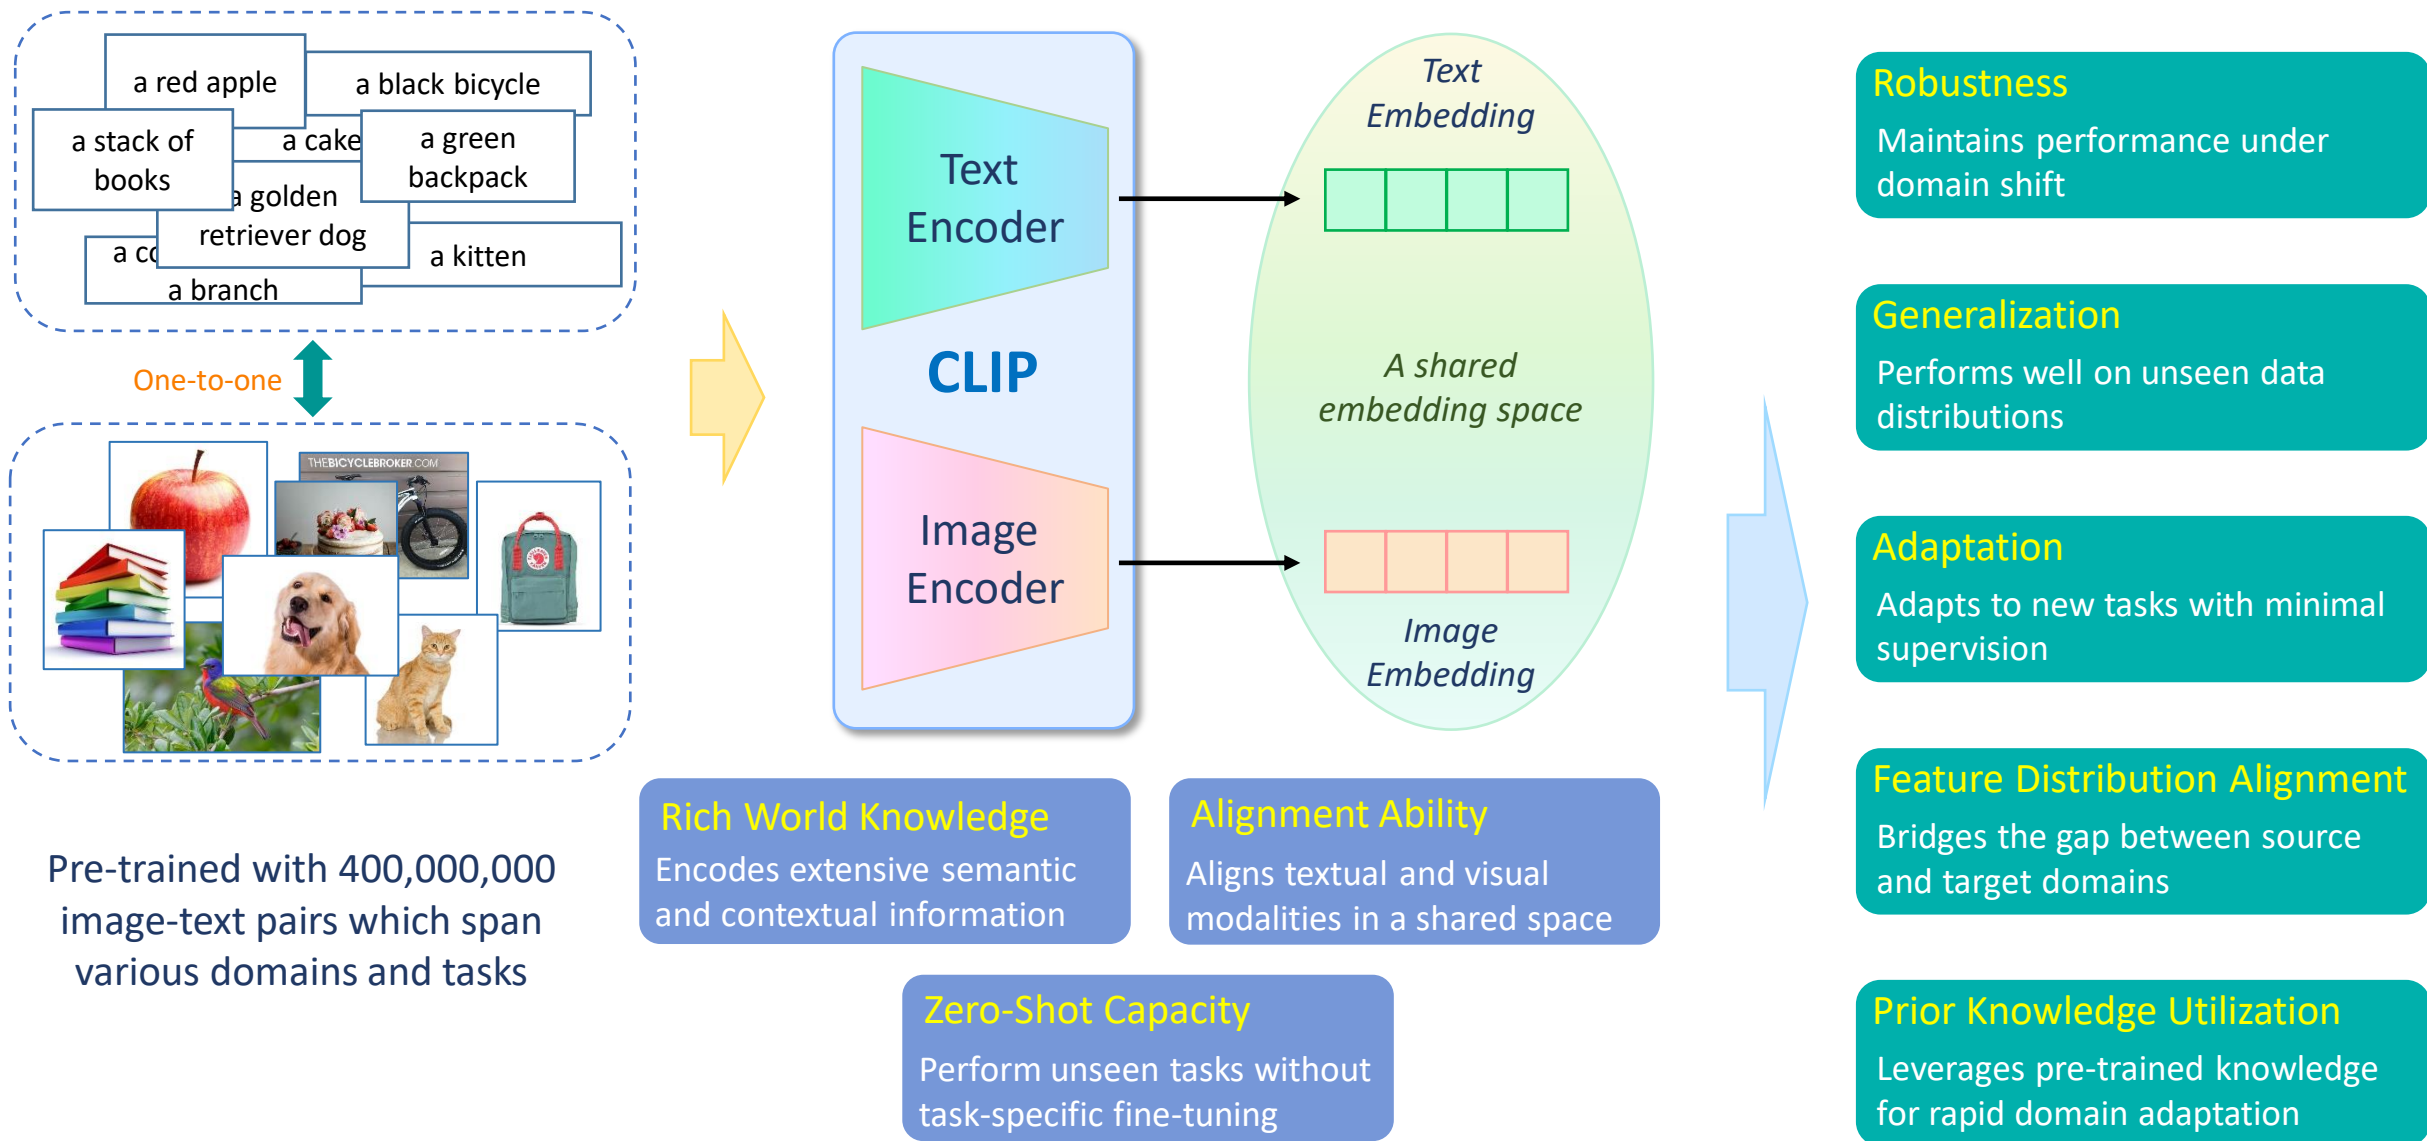 a red apple
a black bicycle
a stack of
books
a cake
a green
backpack
a golden
retriever dog
a kitten
a branch
One-to-one
THEBICYCLEBROKER.COM
Pre-trained with 400,000,000
image-text pairs which span
various domains and tasks
Text
Encoder
CLIP
Image
Encoder
Text
Embedding
A shared
embedding space
Image
Embedding
Rich World Knowledge
Encodes extensive semantic
and contextual information
Alignment Ability
Aligns textual and visual
modalities in a shared space
Zero-Shot Capacity
Perform unseen tasks without
task-specific fine-tuning
Robustness
Maintains performance under
domain shift
Generalization
Performs well on unseen data
distributions
Adaptation
Adapts to new tasks with minimal
supervision
Feature Distribution Alignment
Bridges the gap between source
and target domains
Prior Knowledge Utilization
Leverages pre-trained knowledge
for rapid domain adaptation